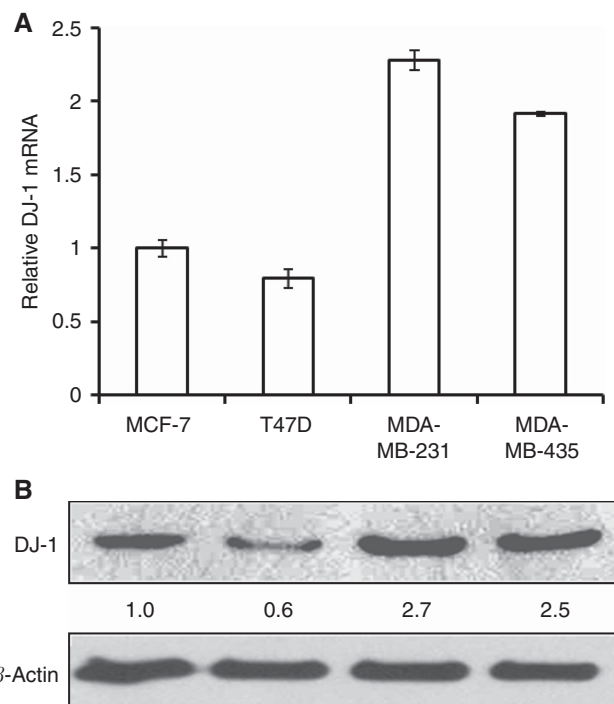 A
2.5
2
1.5
1
0.5
0
Relative DJ-1 mRNA
MCF-7 T47D MDA- MDA-
MB-231 MB-435
B
DJ-1
1.0 0.6 2.7 2.5
β-Actin